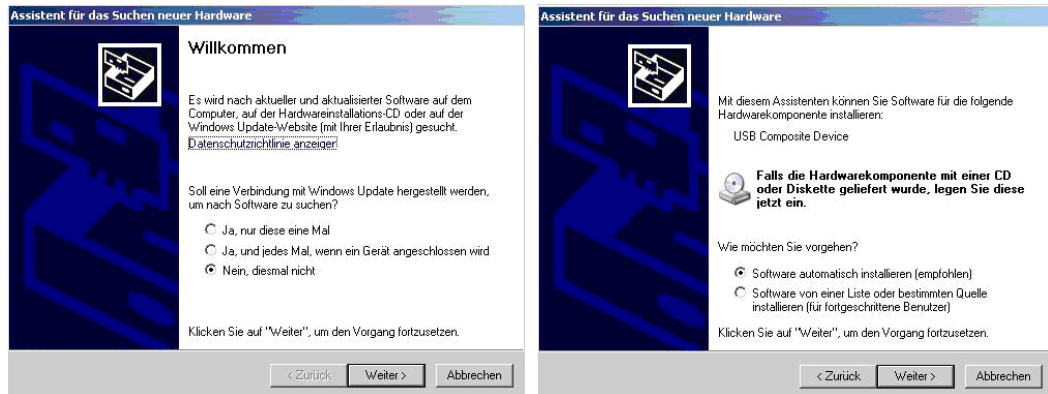 Assistent für das Suchen neuer Hardware
Willkommen
Es wird nach aktueller und aktualisierter Software auf dem
Computer, auf der Hardwareinstallations-CD oder auf der
Windows Update-Website (mit Ihrer Erlaubnis) gesucht.
Datenschutzrichtlinie anzeigen
Soll eine Verbindung mit Windows Update hergestellt werden,
um nach Software zu suchen?
Ja, nur diese eine Mal
Ja, und jedes Mal, wenn ein Gerät angeschlossen wird
Nein, diesmal nicht
Klicken Sie auf "Weiter", um den Vorgang fortzusetzen.
< Zurück
Weiter >
Abbrechen
Assistent für das Suchen neuer Hardware
Mit diesem Assistenten können Sie Software für die folgende
Hardwarekomponente installieren:
USB Composite Device
Falls die Hardwarekomponente mit einer CD
oder Diskette geliefert wurde, legen Sie diese
jetzt ein.
Wie möchten Sie vorgehen?
Software automatisch installieren (empfohlen)
Software von einer Liste oder bestimmten Quelle
installieren (für fortgeschrittene Benutzer)
Klicken Sie auf "Weiter", um den Vorgang fortzusetzen.
< Zurück
Weiter >
Abbrechen